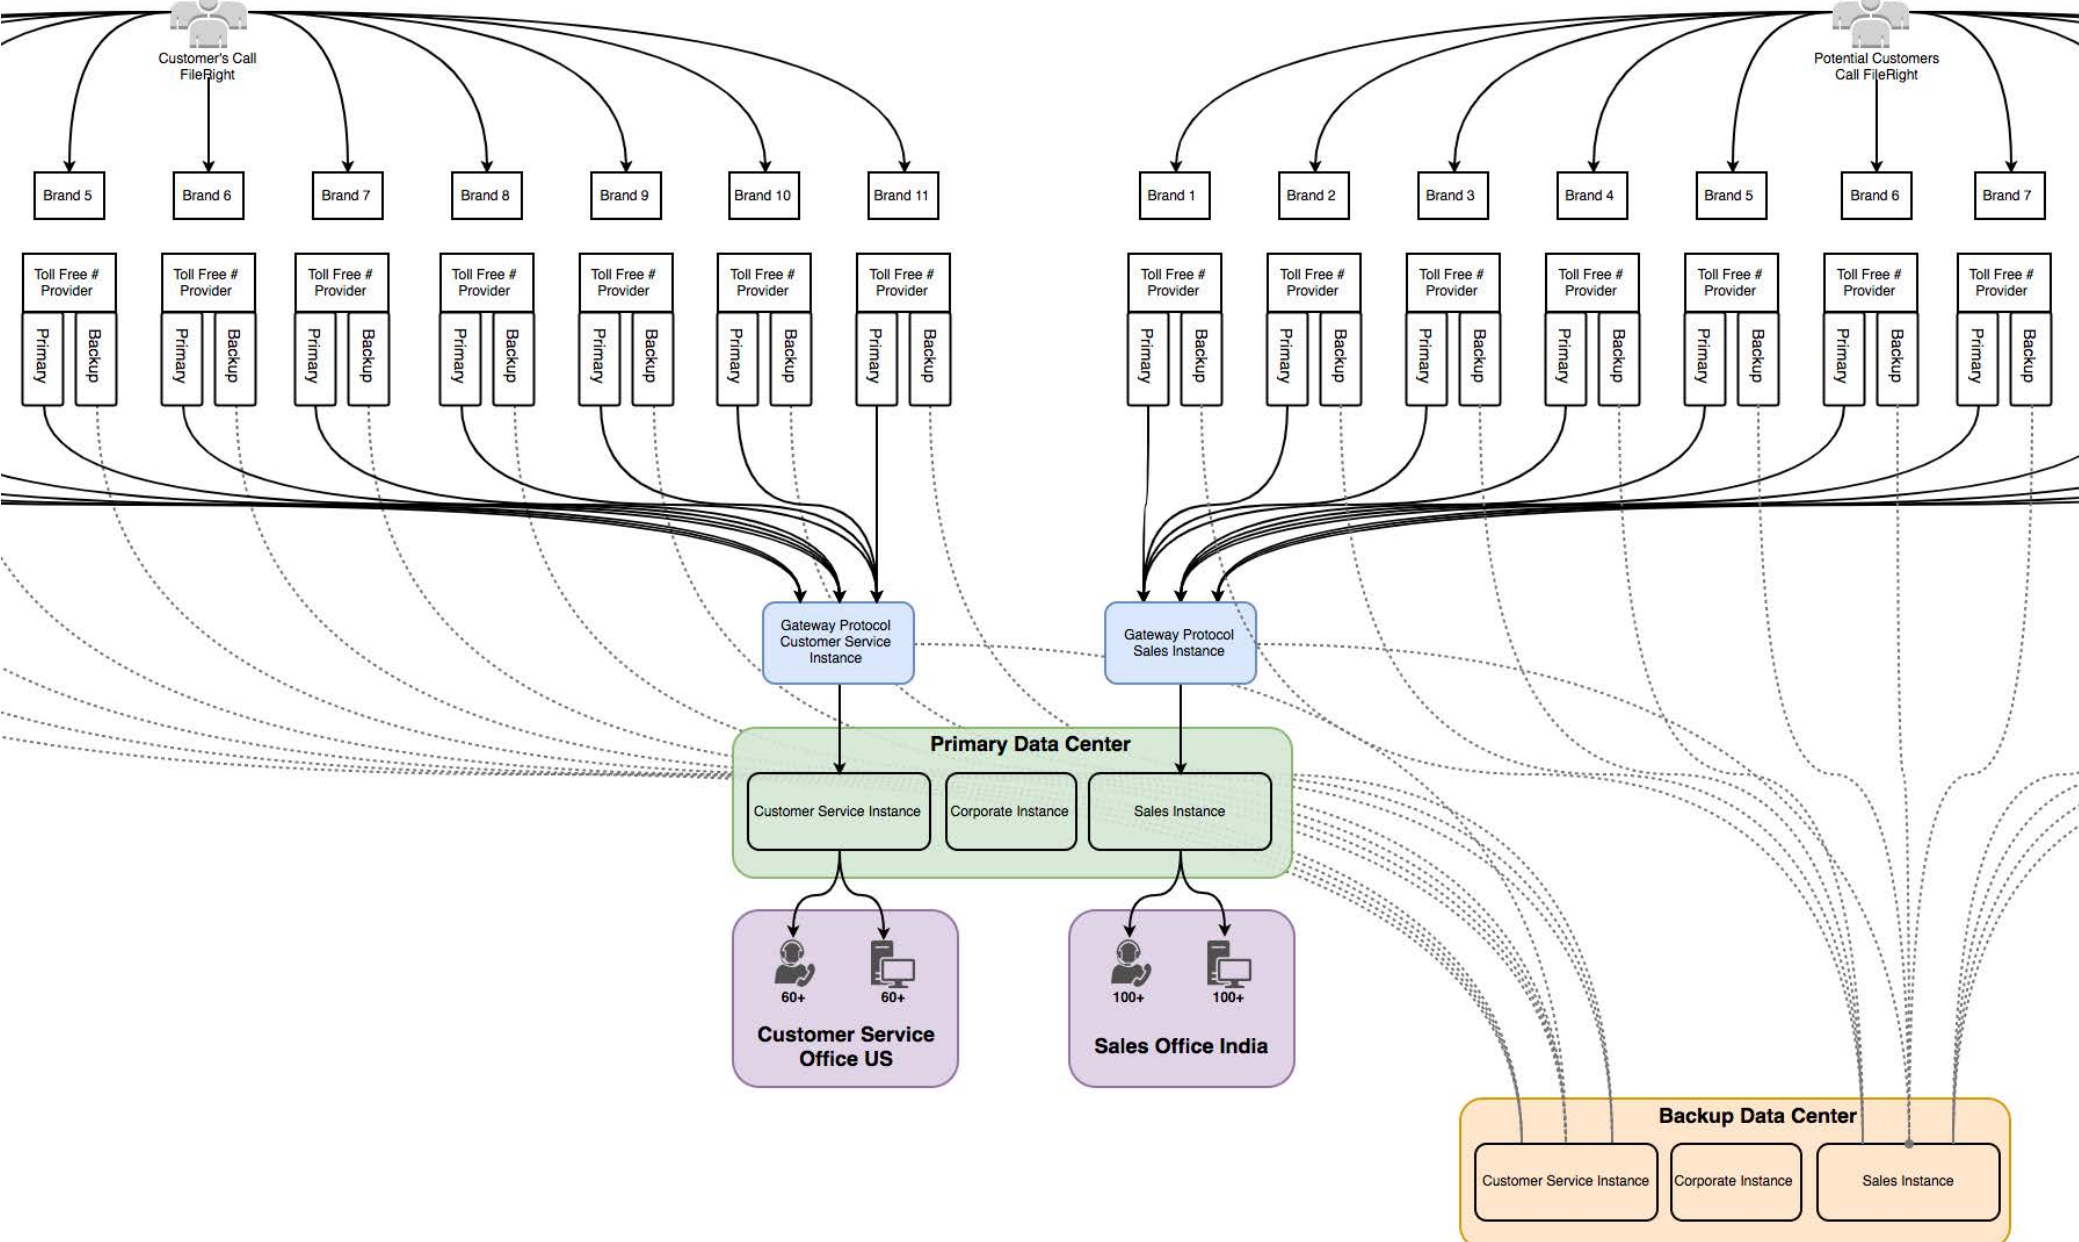 Customer's Call
FileRight
Potential Customers
Call FileRight
Brand 5
Brand 6
Brand 7
Brand 8
Brand 9
Brand 10
Brand 11
Brand 1
Brand 2
Brand 3
Brand 4
Brand 5
Brand 6
Brand 7
Toll Free #
Provider
Toll Free #
Provider
Toll Free #
Provider
Toll Free #
Provider
Toll Free #
Provider
Toll Free #
Provider
Toll Free #
Provider
Toll Free #
Provider
Toll Free #
Provider
Toll Free #
Provider
Toll Free #
Provider
Toll Free #
Provider
Toll Free #
Provider
Toll Free #
Provider
Primary
Backup
Primary
Backup
Primary
Backup
Primary
Backup
Primary
Backup
Primary
Backup
Primary
Backup
Primary
Backup
Primary
Backup
Primary
Backup
Primary
Backup
Primary
Backup
Primary
Backup
Primary
Backup
Gateway Protocol
Customer Service
Instance
Gateway Protocol
Sales Instance
Primary Data Center
Customer Service Instance
Corporate Instance
Sales Instance
60+
60+
Customer Service
Office US
100+
100+
Sales Office India
Backup Data Center
Customer Service Instance
Corporate Instance
Sales Instance